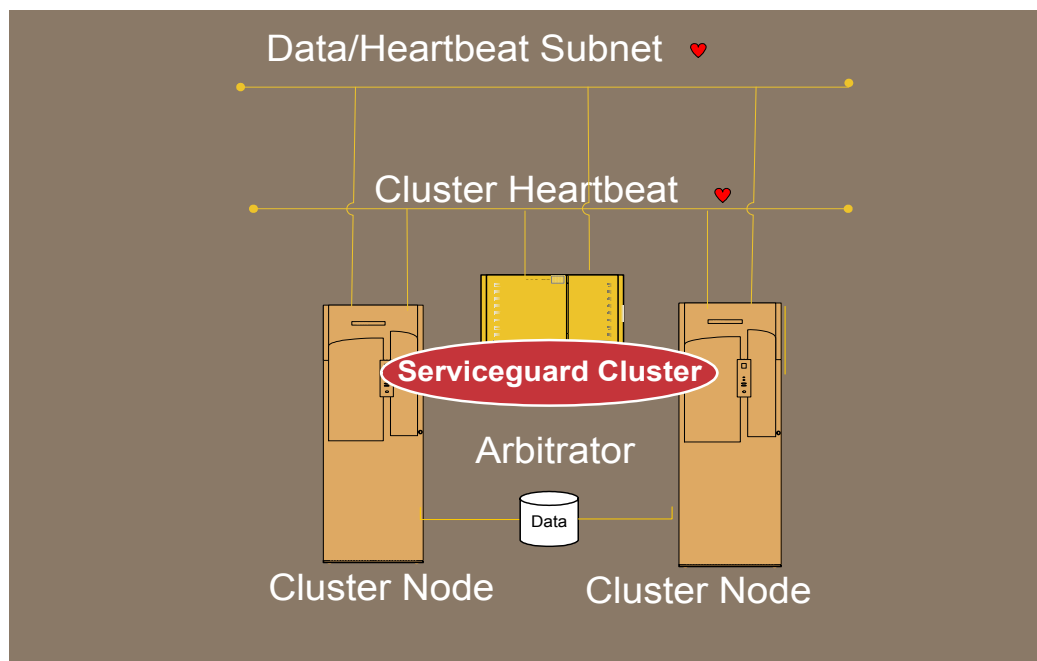 Data/Heartbeat Subnet
Cluster Heartbeat
Serviceguard Cluster
Arbitrator
Data
Cluster Node
Cluster Node